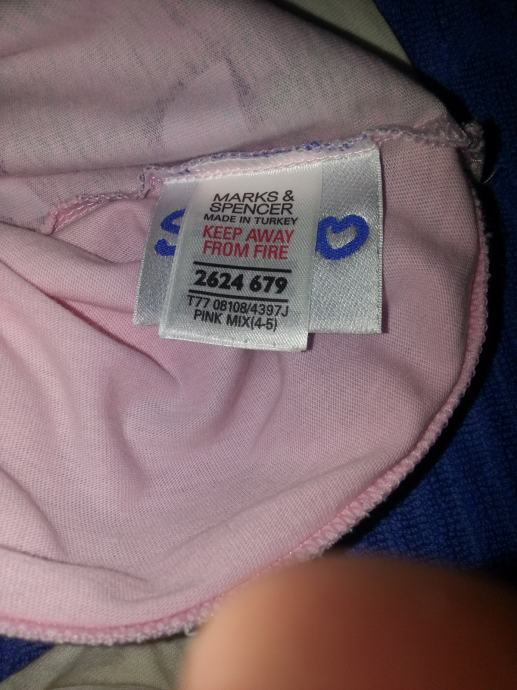 MARKS &
SPENCER
MADE IN TURKEY
KEEP AWAY
FROM FIRE
2624 679
T77 08108/4397J
PINK MIX(4-5)